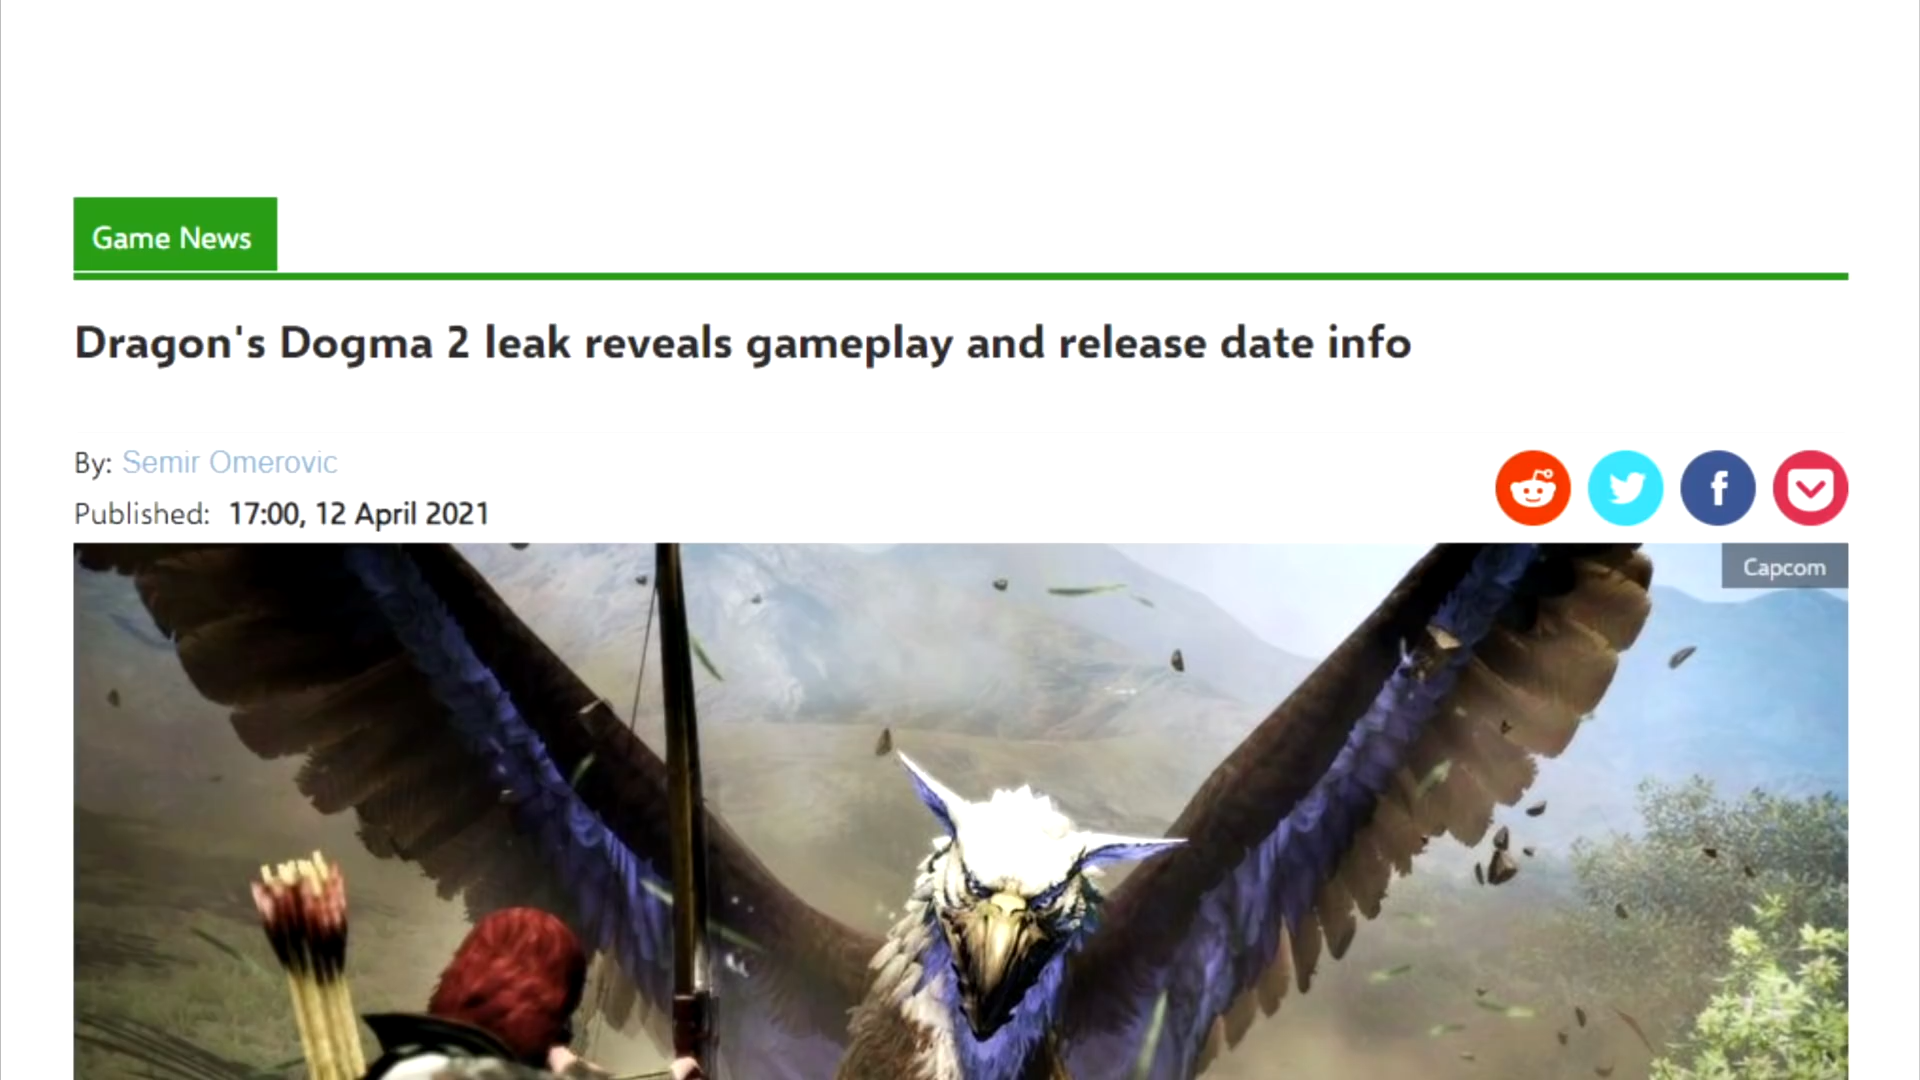 Game News
Dragon's Dogma 2 leak reveals gameplay and release date info
By: Semir Omerovic
Published: 17:00, 12 April 2021
Capcom